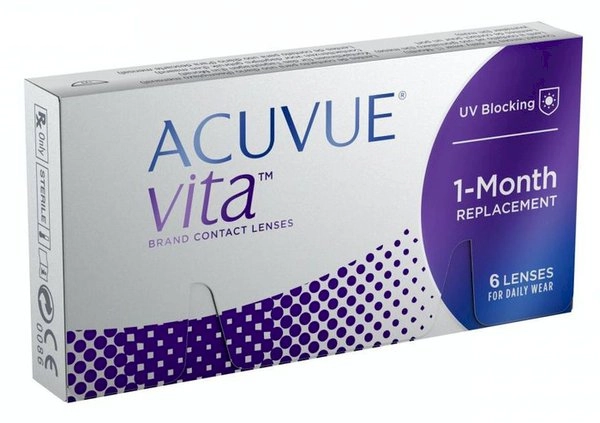 ACUVUE®
vita™
BRAND CONTACT LENSES
UV Blocking
1-Month
REPLACEMENT
6 LENSES
FOR DAILY WEAR
Rx Only
STERILE
CE
0086